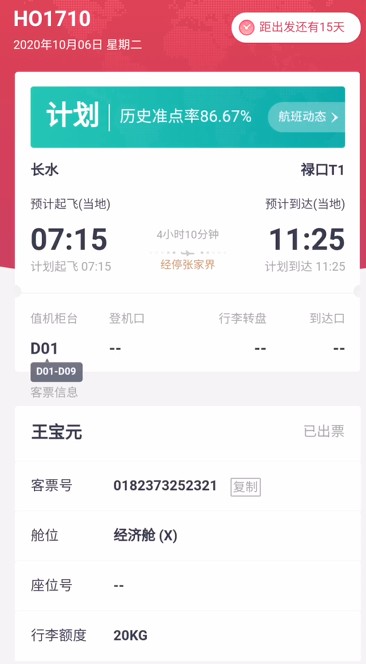 HO1710
2020年10月06日 星期二
距出发还有15天
计划
历史准点率86.67%
航班动态
长水
禄口T1
预计起飞(当地)
预计到达(当地)
07:15
4小时10分钟
11:25
计划起飞 07:15
经停张家界
计划到达 11:25
值机柜台
登机口
行李转盘
到达口
D01
--
--
--
D01-D09
客票信息
王宝元
已出票
客票号
0182373252321
复制
舱位
经济舱 (X)
座位号
--
行李额度
20KG